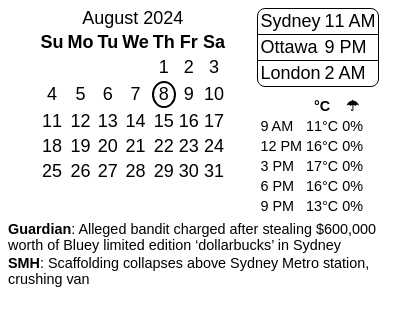 August 2024
Su Mo Tu We Th Fr Sa
1 2 3
4 5 6 7 8 9 10
11 12 13 14 15 16 17
18 19 20 21 22 23 24
25 26 27 28 29 30 31
Sydney 11 AM
Ottawa 9 PM
London 2 AM
°C ☂
9 AM 11°C 0%
12 PM 16°C 0%
3 PM 17°C 0%
6 PM 16°C 0%
9 PM 13°C 0%
Guardian: Alleged bandit charged after stealing $600,000
worth of Bluey limited edition ‘dollarbucks’ in Sydney
SMH: Scaffolding collapses above Sydney Metro station,
crushing van